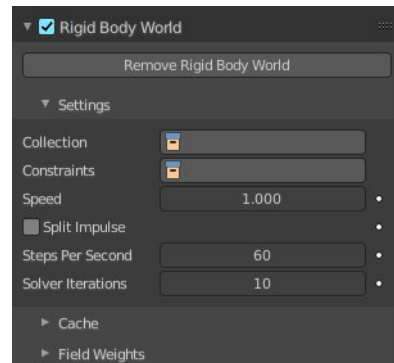 Rigid Body World
Remove Rigid Body World
Settings
Collection
Constraints
Speed 1.000
Split Impulse
Steps Per Second 60
Solver Iterations 10
Cache
Field Weights